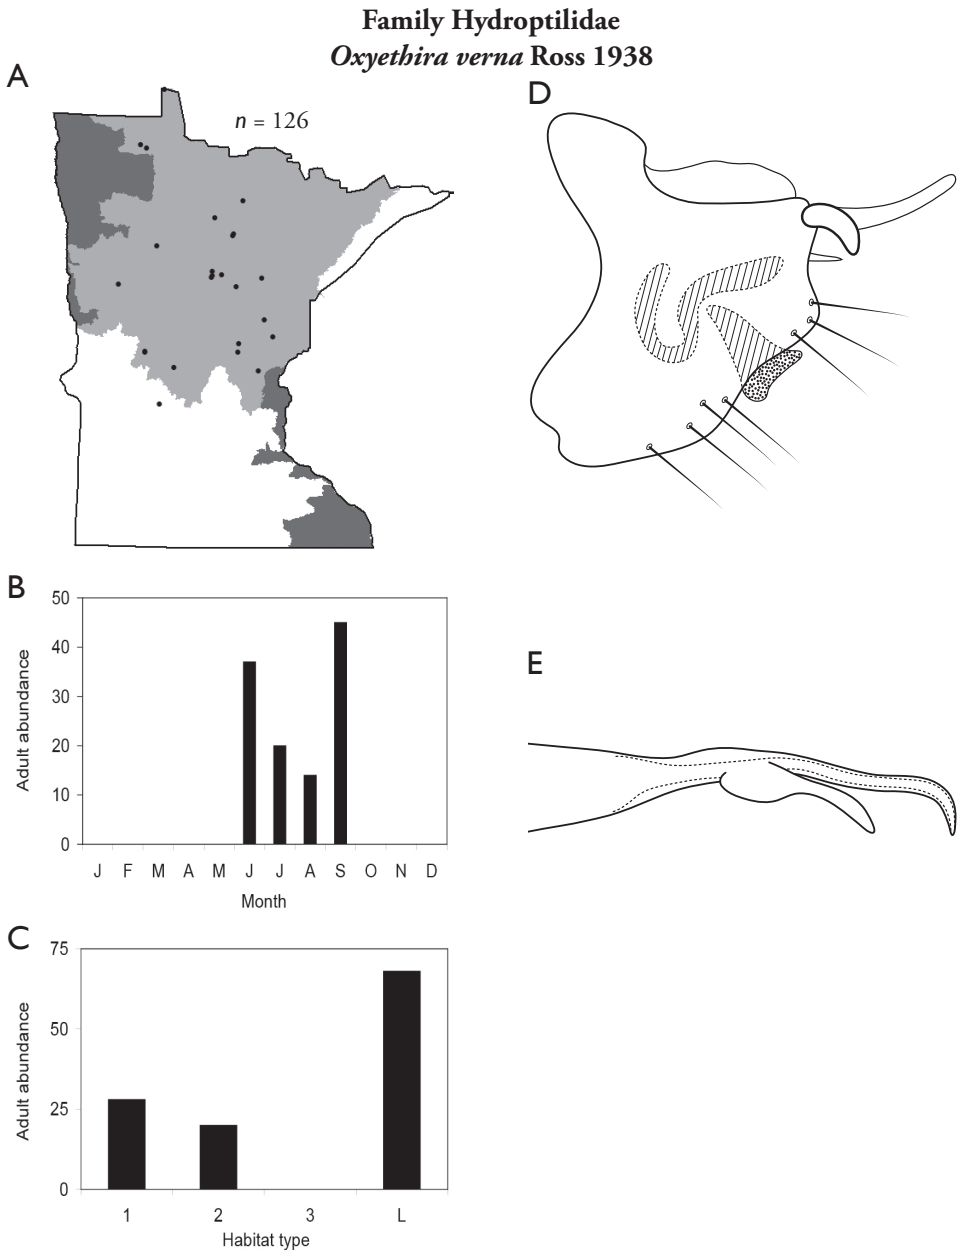 Family Hydroptilidae
Oxyethira verna Ross 1938
A
n = 126
D
B
50
40
30
20
10
0
Adult abundance
J F M A M J J A S O N D
Month
E
C
75
50
25
0
Adult abundance
1 2 3 L
Habitat type